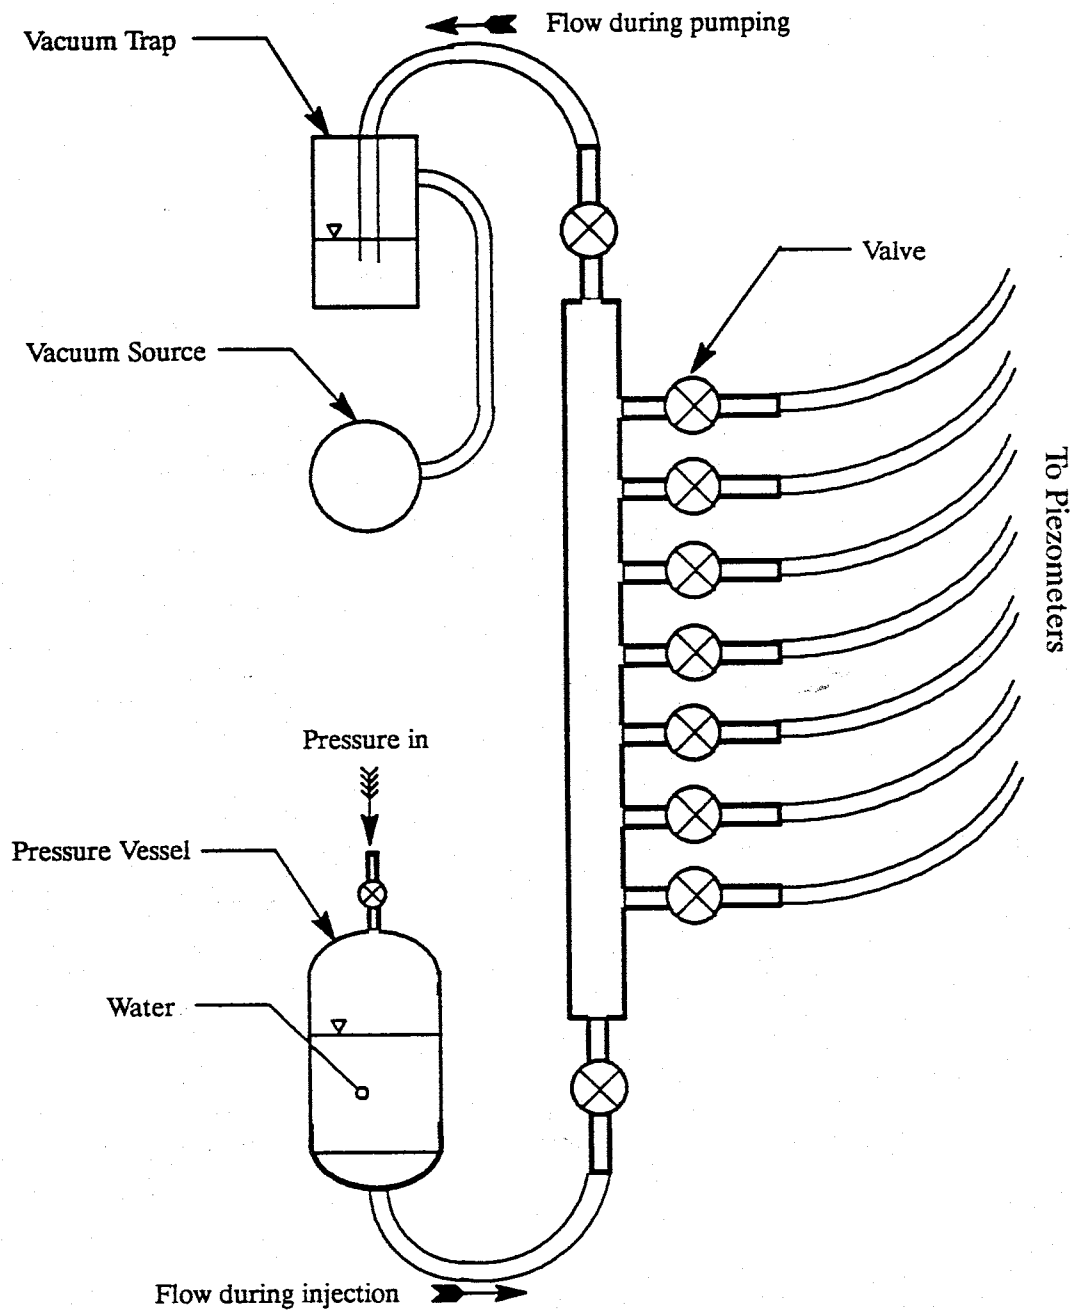 Flow during pumping
Vacuum Trap
Valve
Vacuum Source
To Piezometers
Pressure in
Pressure Vessel
Water
Flow during injection